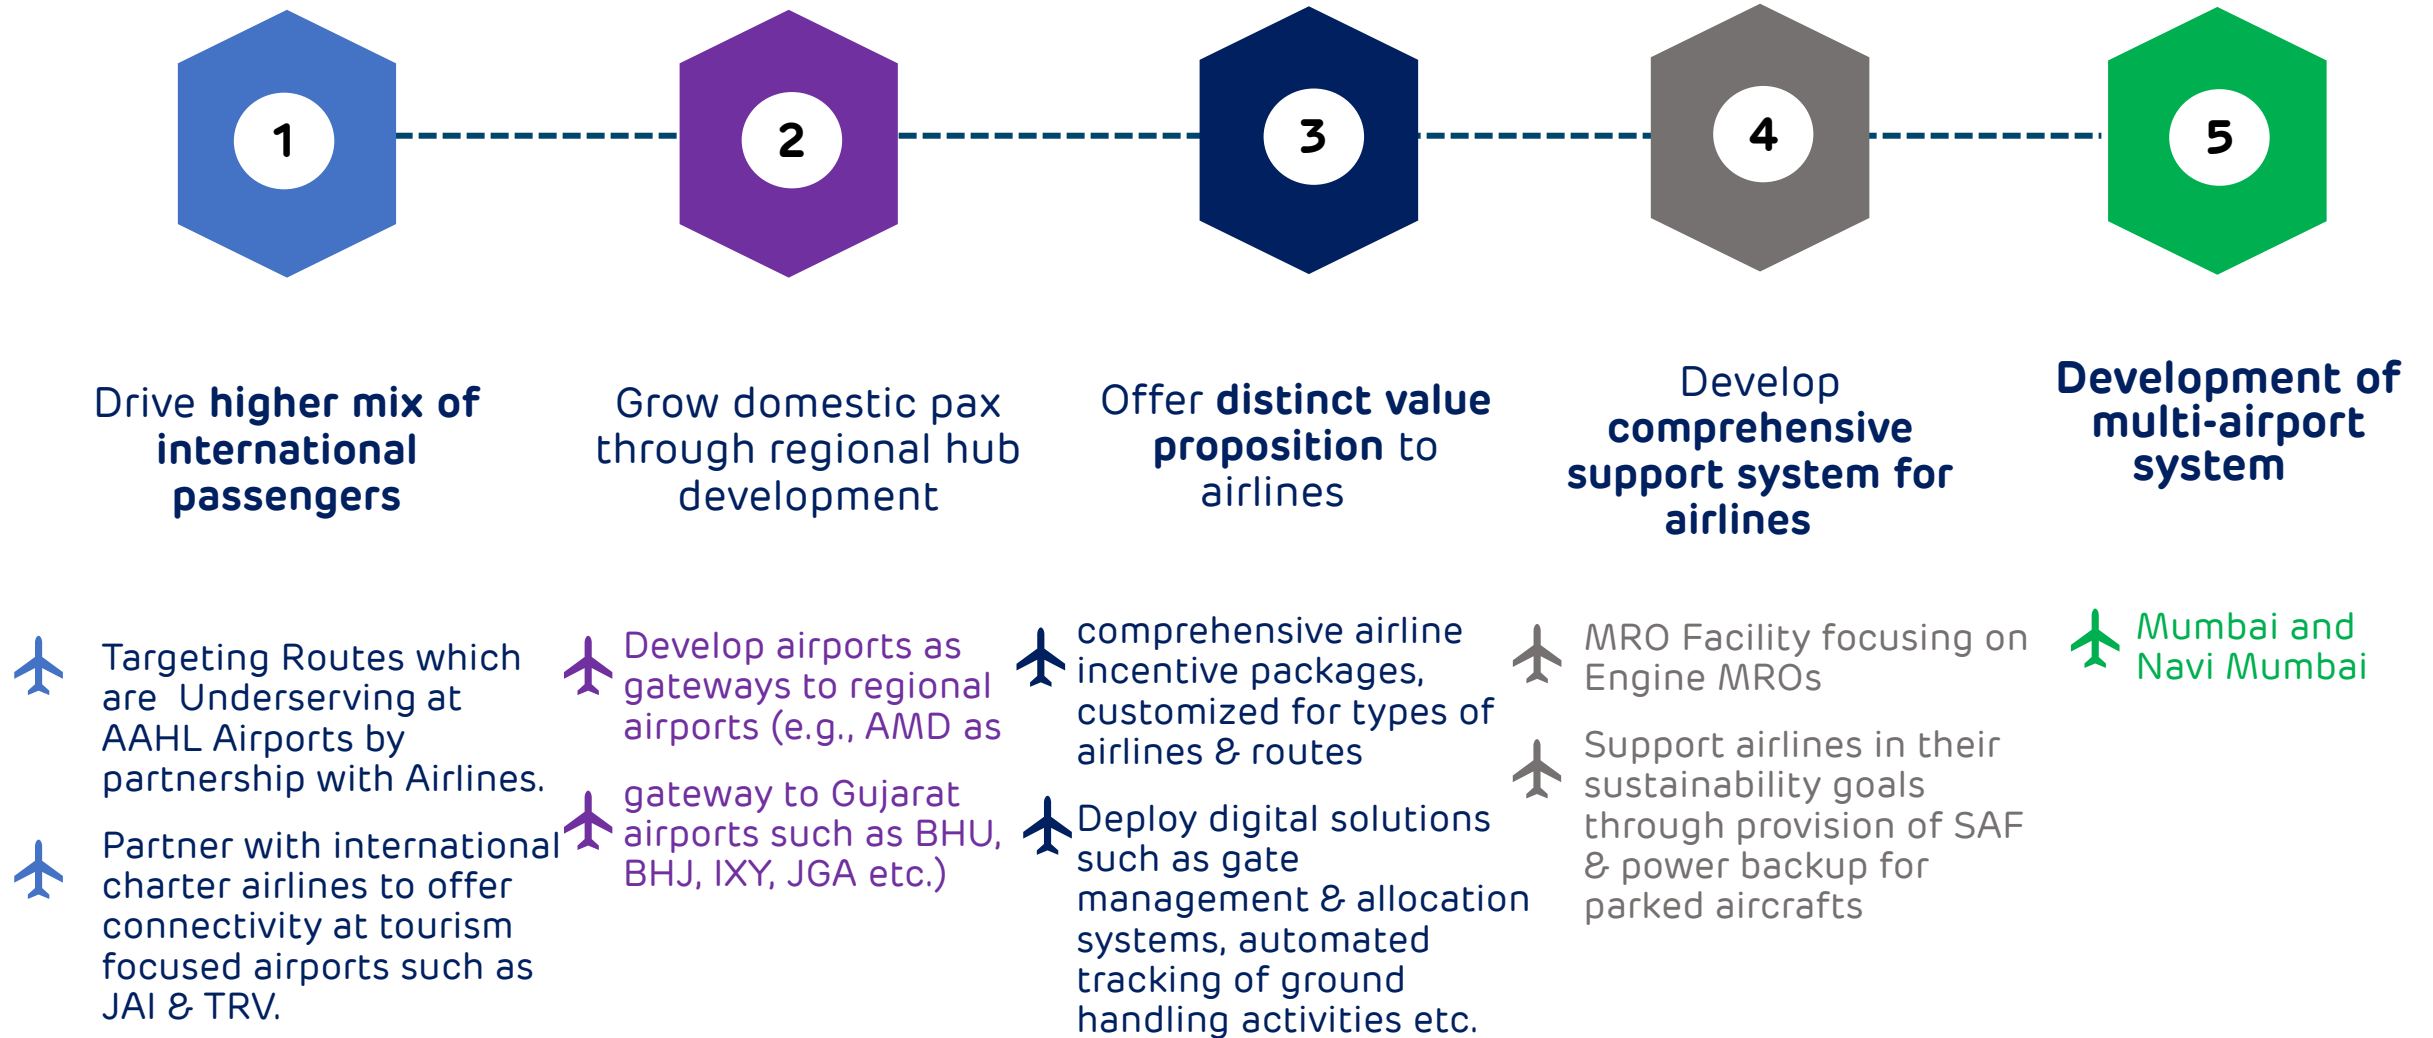 1
2
3
4
5
Drive higher mix of
international
passengers
Grow domestic pax
through regional hub
development
Offer distinct value
proposition to
airlines
Develop
comprehensive
support system for
airlines
Development of
multi-airport
system
Targeting Routes which
are  Underserving at
AAHL Airports by
partnership with Airlines.
Partner with international
charter airlines to offer
connectivity at tourism
focused airports such as
JAI & TRV.
Develop airports as
gateways to regional
airports (e.g., AMD as
gateway to Gujarat
airports such as BHU,
BHJ, IXY, JGA etc.)
comprehensive airline
incentive packages,
customized for types of
airlines & routes
Deploy digital solutions
such as gate
management & allocation
systems, automated
tracking of ground
handling activities etc.
MRO Facility focusing on
Engine MROs
Support airlines in their
sustainability goals
through provision of SAF
& power backup for
parked aircrafts
Mumbai and
Navi Mumbai